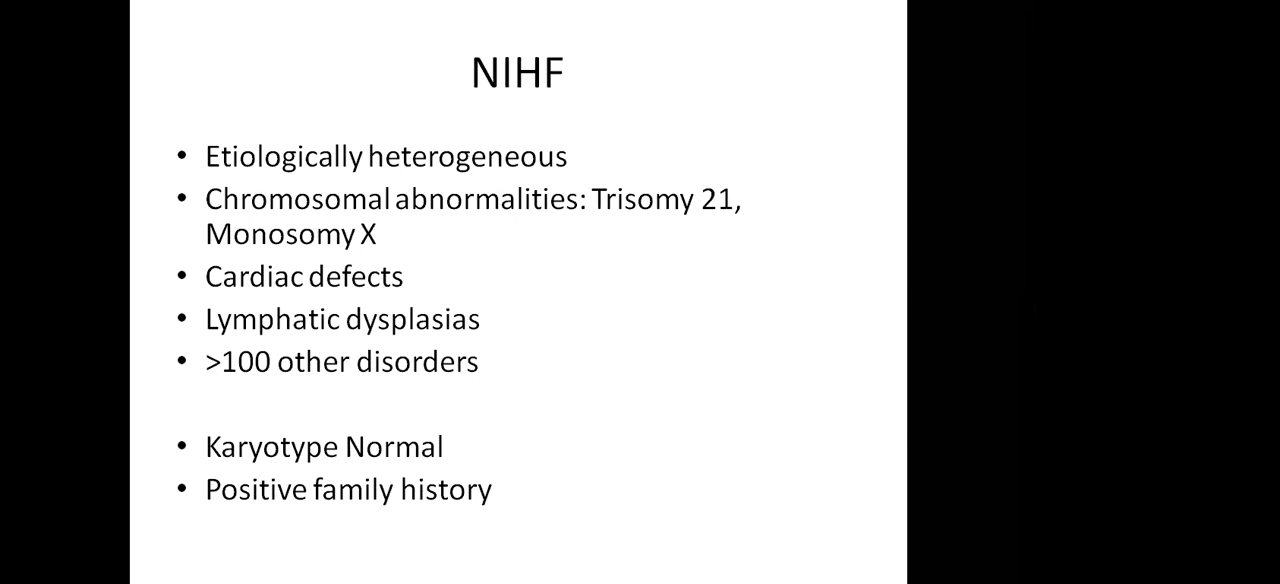 NIHF
• Etiologically heterogeneous
• Chromosomal abnormalities: Trisomy 21,
Monosomy X
• Cardiac defects
• Lymphatic dysplasias
• >100 other disorders
• Karyotype Normal
• Positive family history